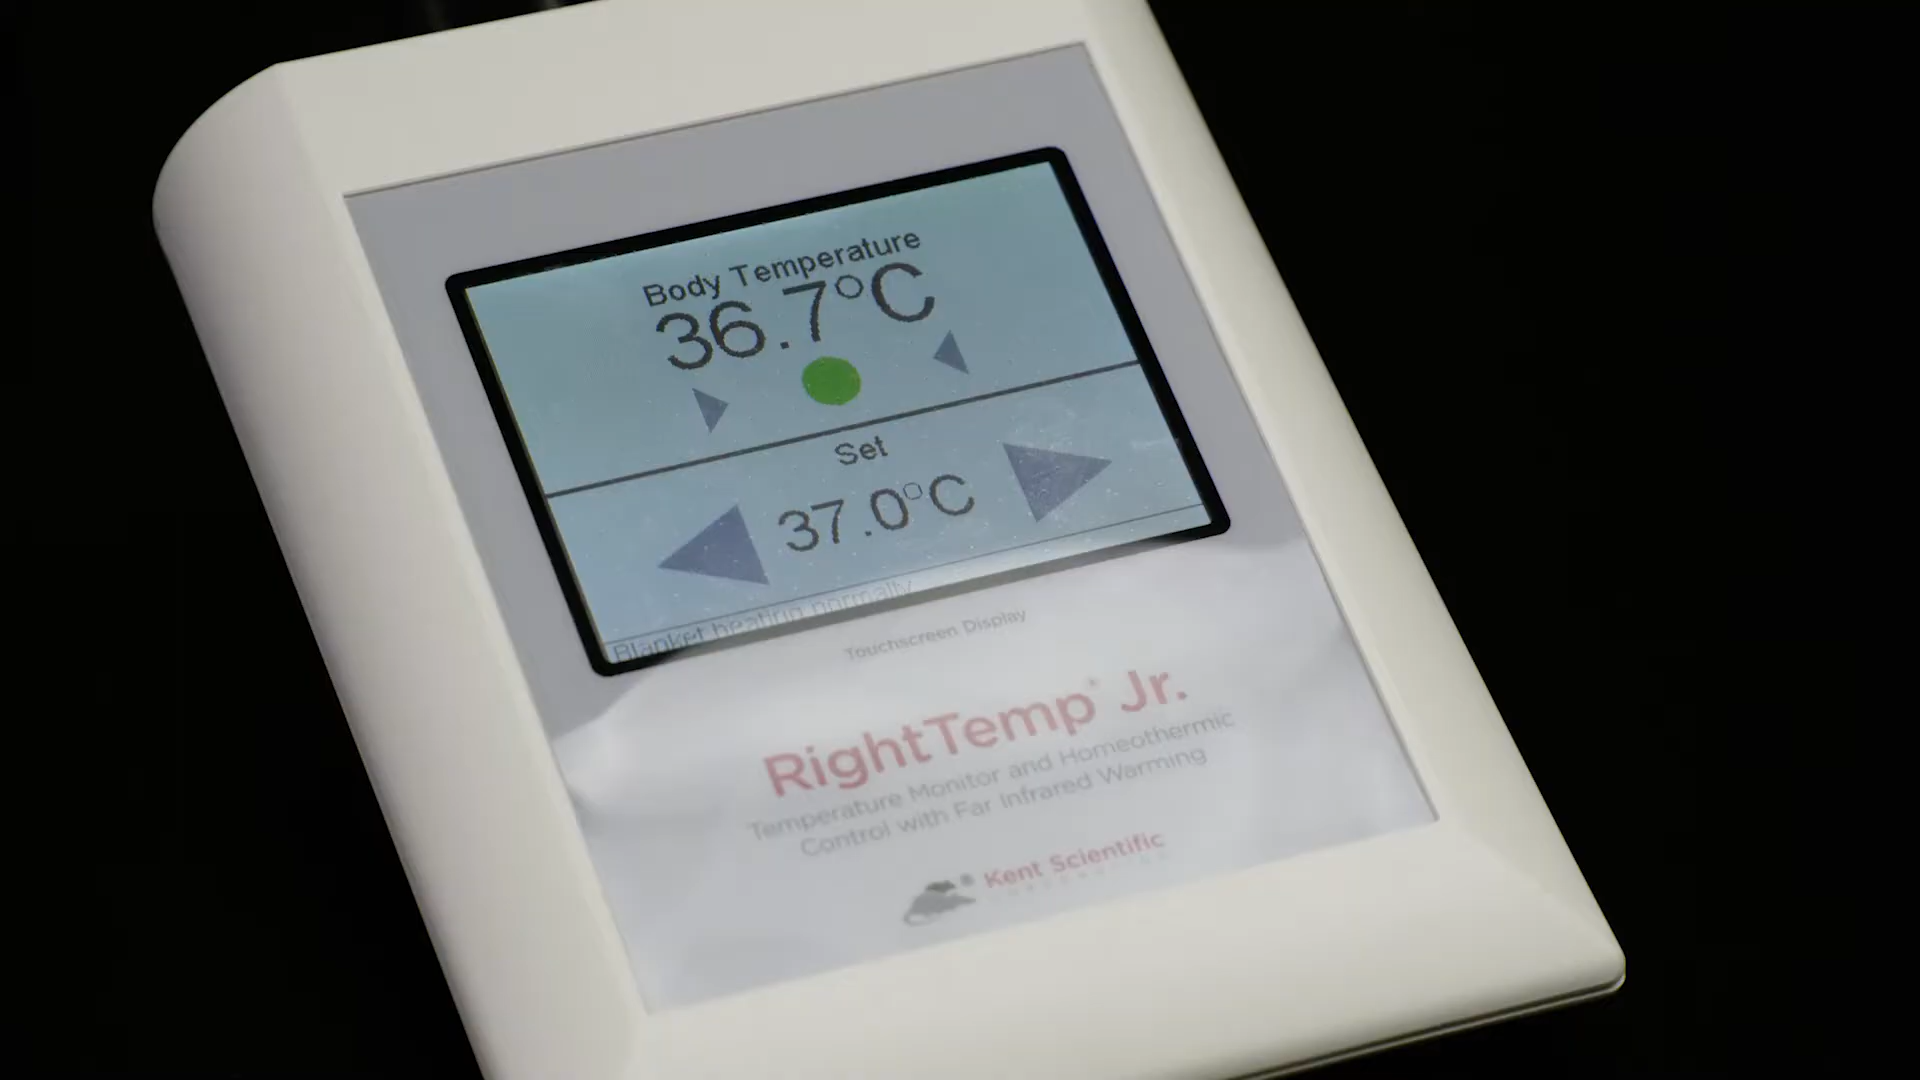 Body Temperature
36.7°C
Set
37.0°C
Blanket heating normally
Touchscreen Display
RightTemp® Jr.
Temperature Monitor and Homeothermic
Control with Far Infrared Warming
Kent Scientific